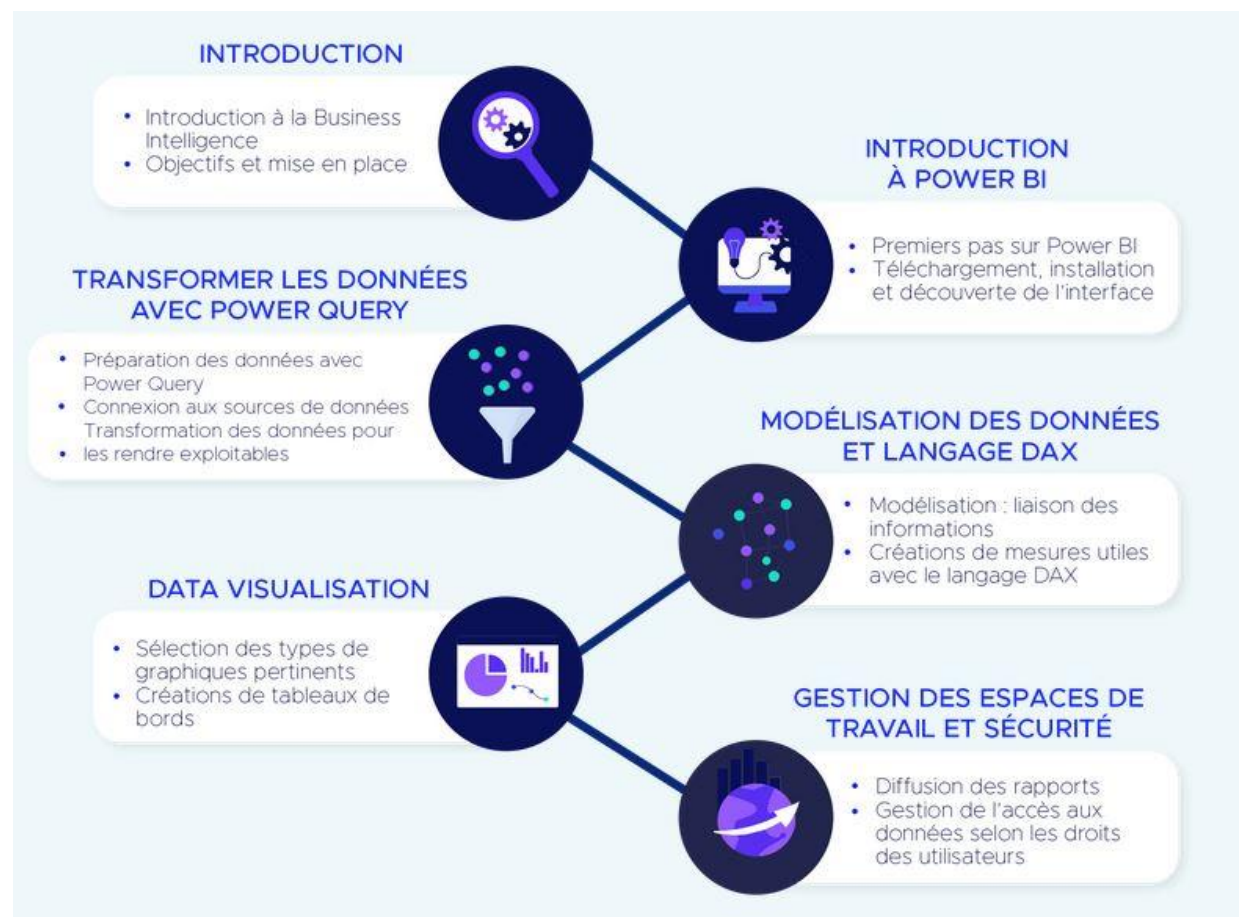 INTRODUCTION
• Introduction à la Business
Intelligence
• Objectifs et mise en place
INTRODUCTION
À POWER BI
• Premiers pas sur Power BI
• Téléchargement, installation
et découverte de l'interface
TRANSFORMER LES DONNÉES
AVEC POWER QUERY
• Préparation des données avec
Power Query
• Connexion aux sources de données
Transformation des données pour
• les rendre exploitables
MODÉLISATION DES DONNÉES
ET LANGAGE DAX
• Modélisation : liaison des
informations
• Créations de mesures utiles
avec le langage DAX
DATA VISUALISATION
• Sélection des types de
graphiques pertinents
• Créations de tableaux de
bords
GESTION DES ESPACES DE
TRAVAIL ET SÉCURITÉ
• Diffusion des rapports
• Gestion de l'accès aux
données selon les droits
des utilisateurs